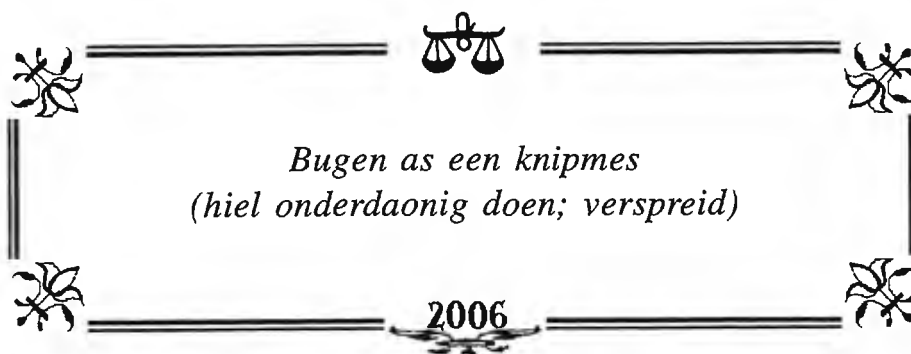 Bugen as een knipmes
(hiel onderdaonig doen; verspreid)
2006